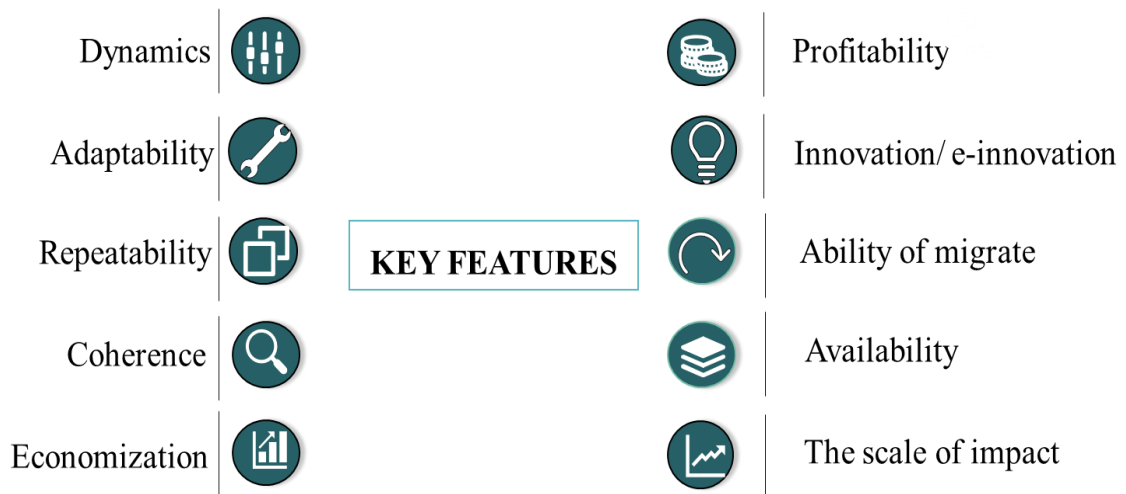 Dynamics
Adaptability
Repeatability
Coherence
Economization
KEY FEATURES
Profitability
Innovation/ e-innovation
Ability of migrate
Availability
The scale of impact